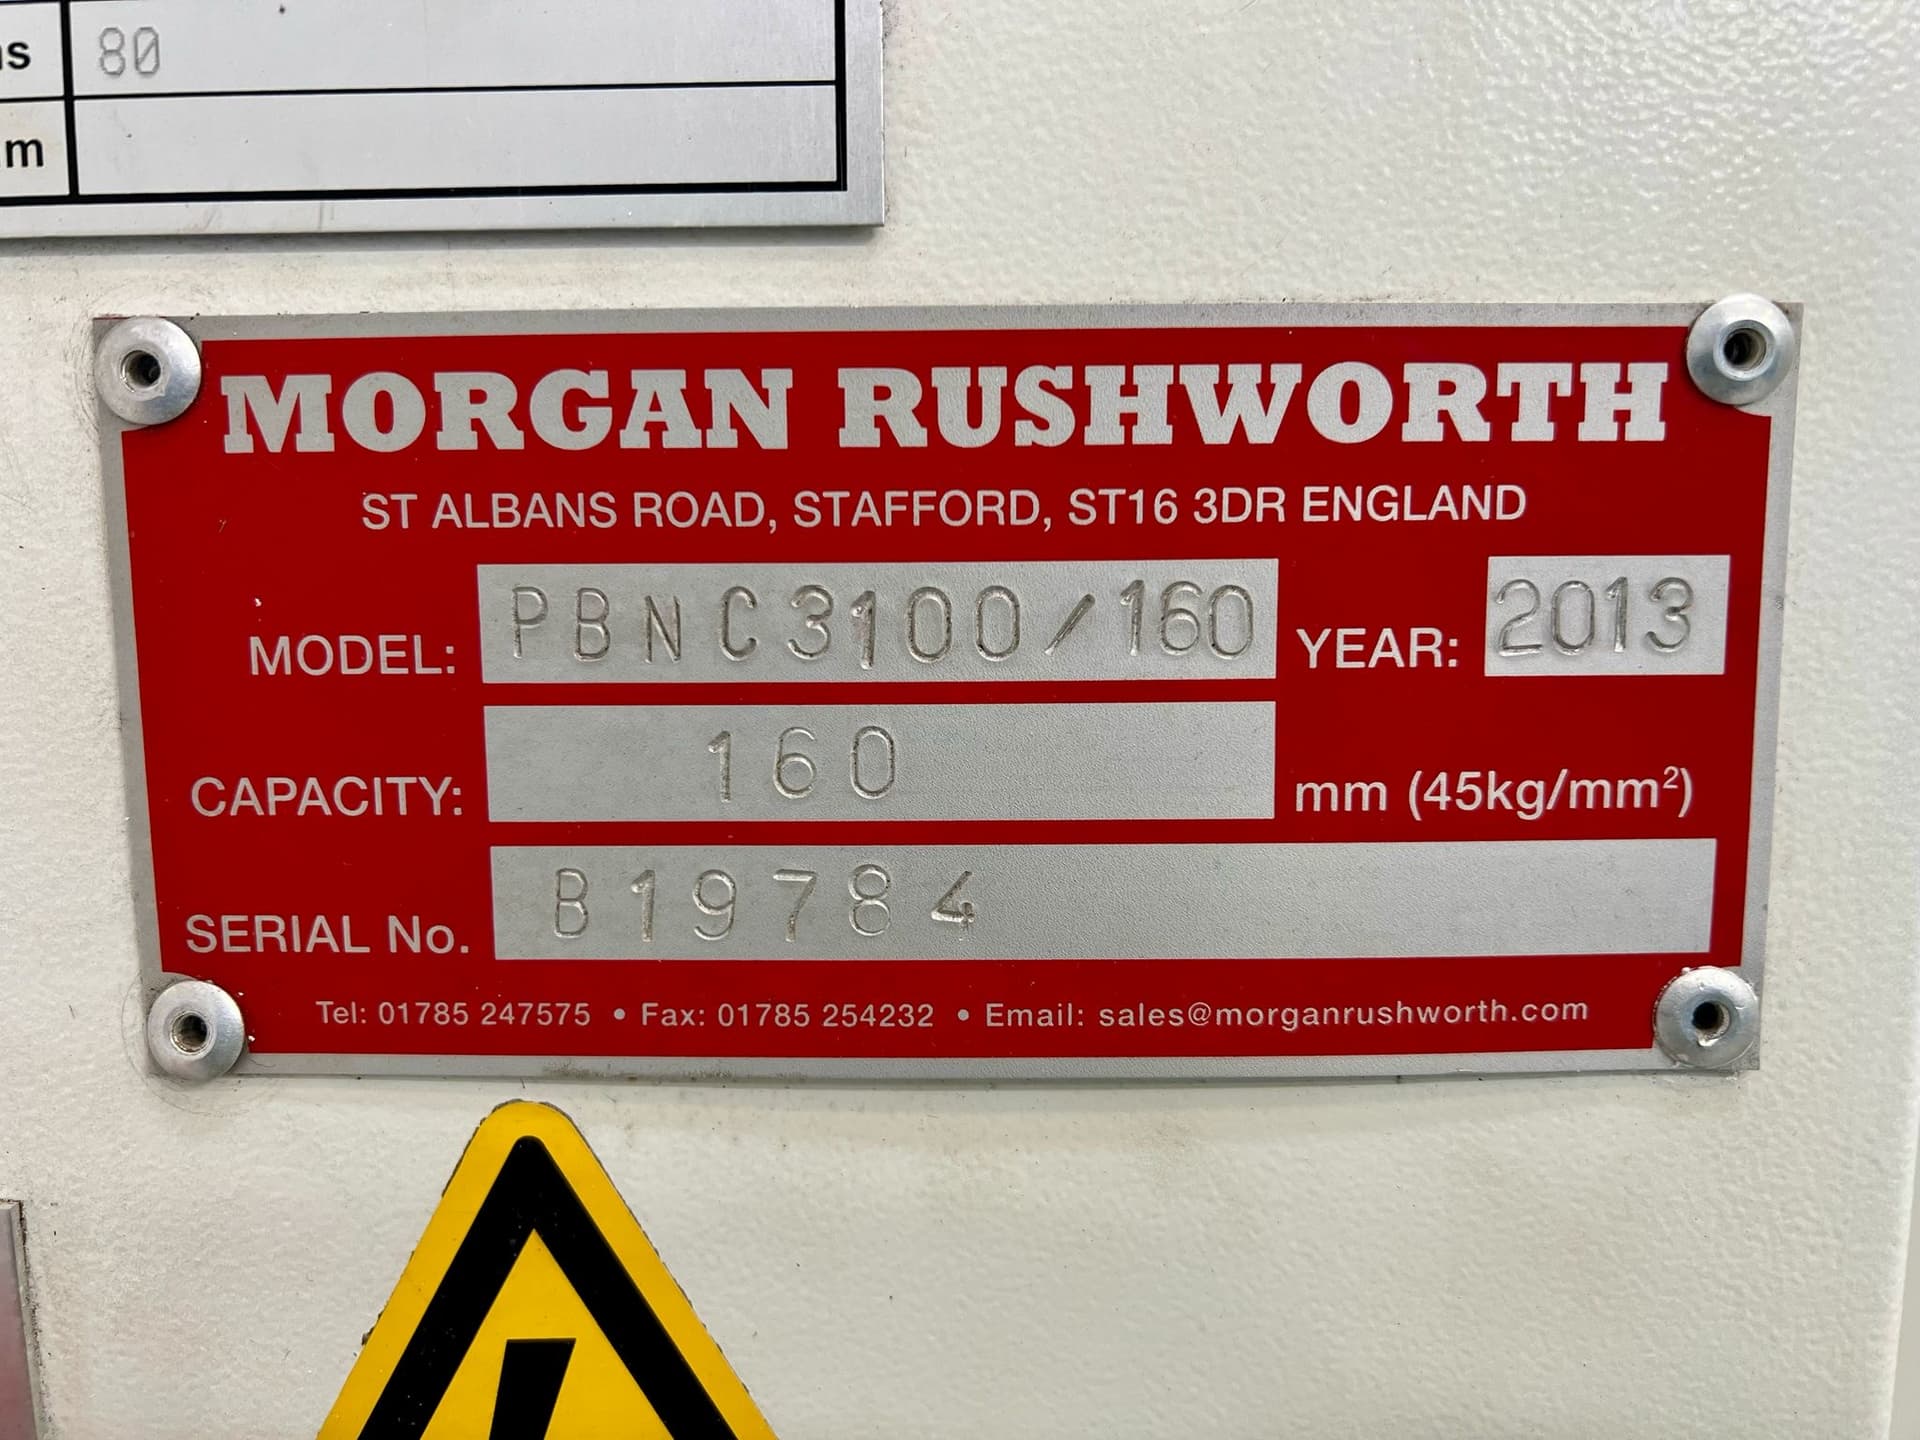 80
MORGAN RUSHWORTH
ST ALBANS ROAD, STAFFORD, ST16 3DR ENGLAND
MODEL: PBNC3100/160 YEAR: 2013
CAPACITY: 160 mm (45kg/mm²)
SERIAL No. B19784
Tel: 01785 247575 • Fax: 01785 254232 • Email: sales@morganrushworth.com